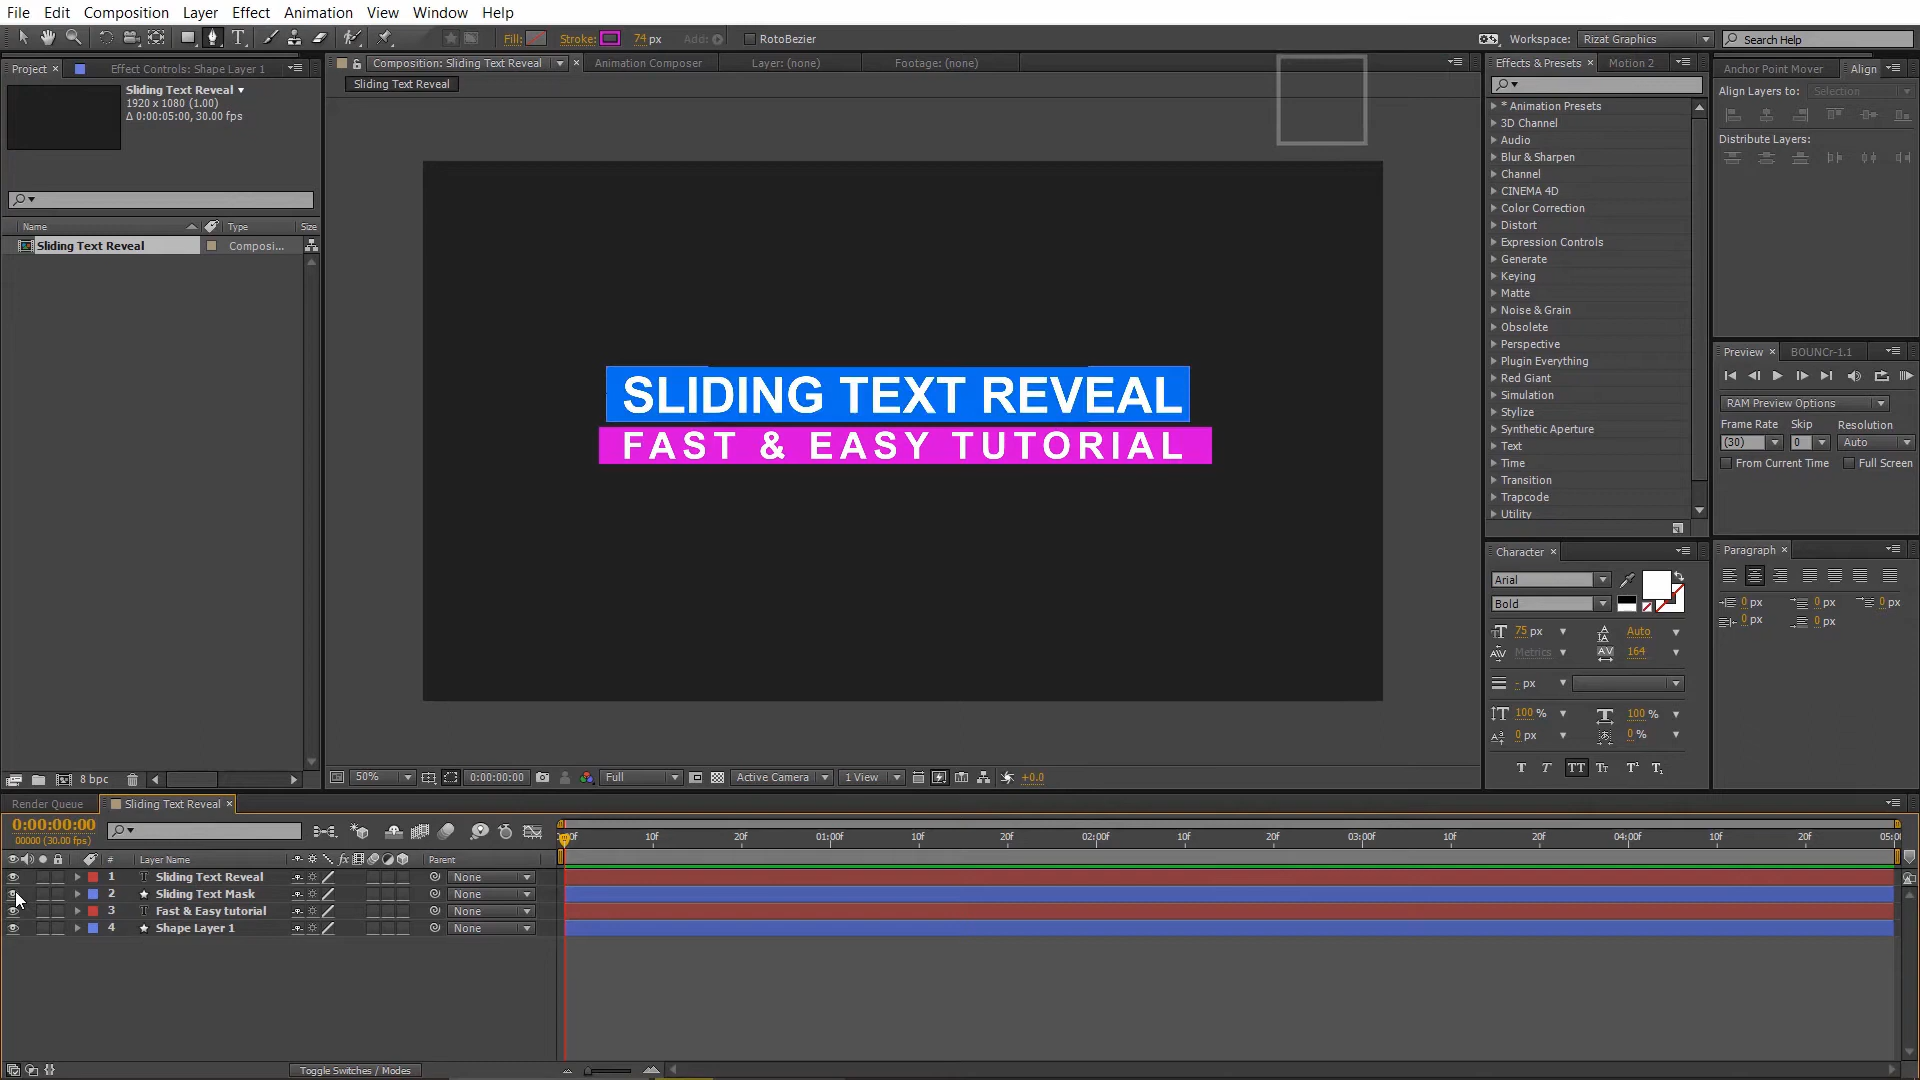 File Edit Composition Layer Effect Animation View Window Help
Fill: Stroke: 74 px Add: RotoBezier Workspace: Rizat Graphics Search Help
Project × Effect Controls: Shape Layer 1
Composition: Sliding Text Reveal × Animation Composer Layer: (none) Footage: (none)
Effects & Presets × Motion 2
Anchor Point Mover Align
Sliding Text Reveal
1920 x 1080 (1.00)
Δ 0:00:05:00, 30.00 fps
Sliding Text Reveal
Name Type Size
Sliding Text Reveal Composi...
SLIDING TEXT REVEAL
FAST & EASY TUTORIAL
* Animation Presets
3D Channel
Audio
Blur & Sharpen
Channel
CINEMA 4D
Color Correction
Distort
Expression Controls
Generate
Keying
Matte
Noise & Grain
Obsolete
Perspective
Plugin Everything
Red Giant
Simulation
Stylize
Synthetic Aperture
Text
Time
Transition
Trapcode
Utility
Align Layers to: Selection
Distribute Layers:
Preview × BOUNCr-1.1
RAM Preview Options
Frame Rate Skip Resolution
(30) 0 Auto
From Current Time Full Screen
Character ×
Arial
Bold
75 px Auto
Metrics 164
- px
100 % 100 %
0 px 0 %
T T TT Tr T¹ T₁
Paragraph ×
0 px 0 px 0 px
0 px 0 px
8 bpc
50% 0:00:00:00 Full Active Camera 1 View +0.0
Render Queue Sliding Text Reveal ×
0:00:00:00
00000 (30.00 fps)
10f 20f 01:00f 10f 20f 02:00f 10f 20f 03:00f 10f 20f 04:00f 10f 20f
# Layer Name Parent
1 T Sliding Text Reveal None
2 Sliding Text Mask None
3 T Fast & Easy tutorial None
4 Shape Layer 1 None
Toggle Switches / Modes